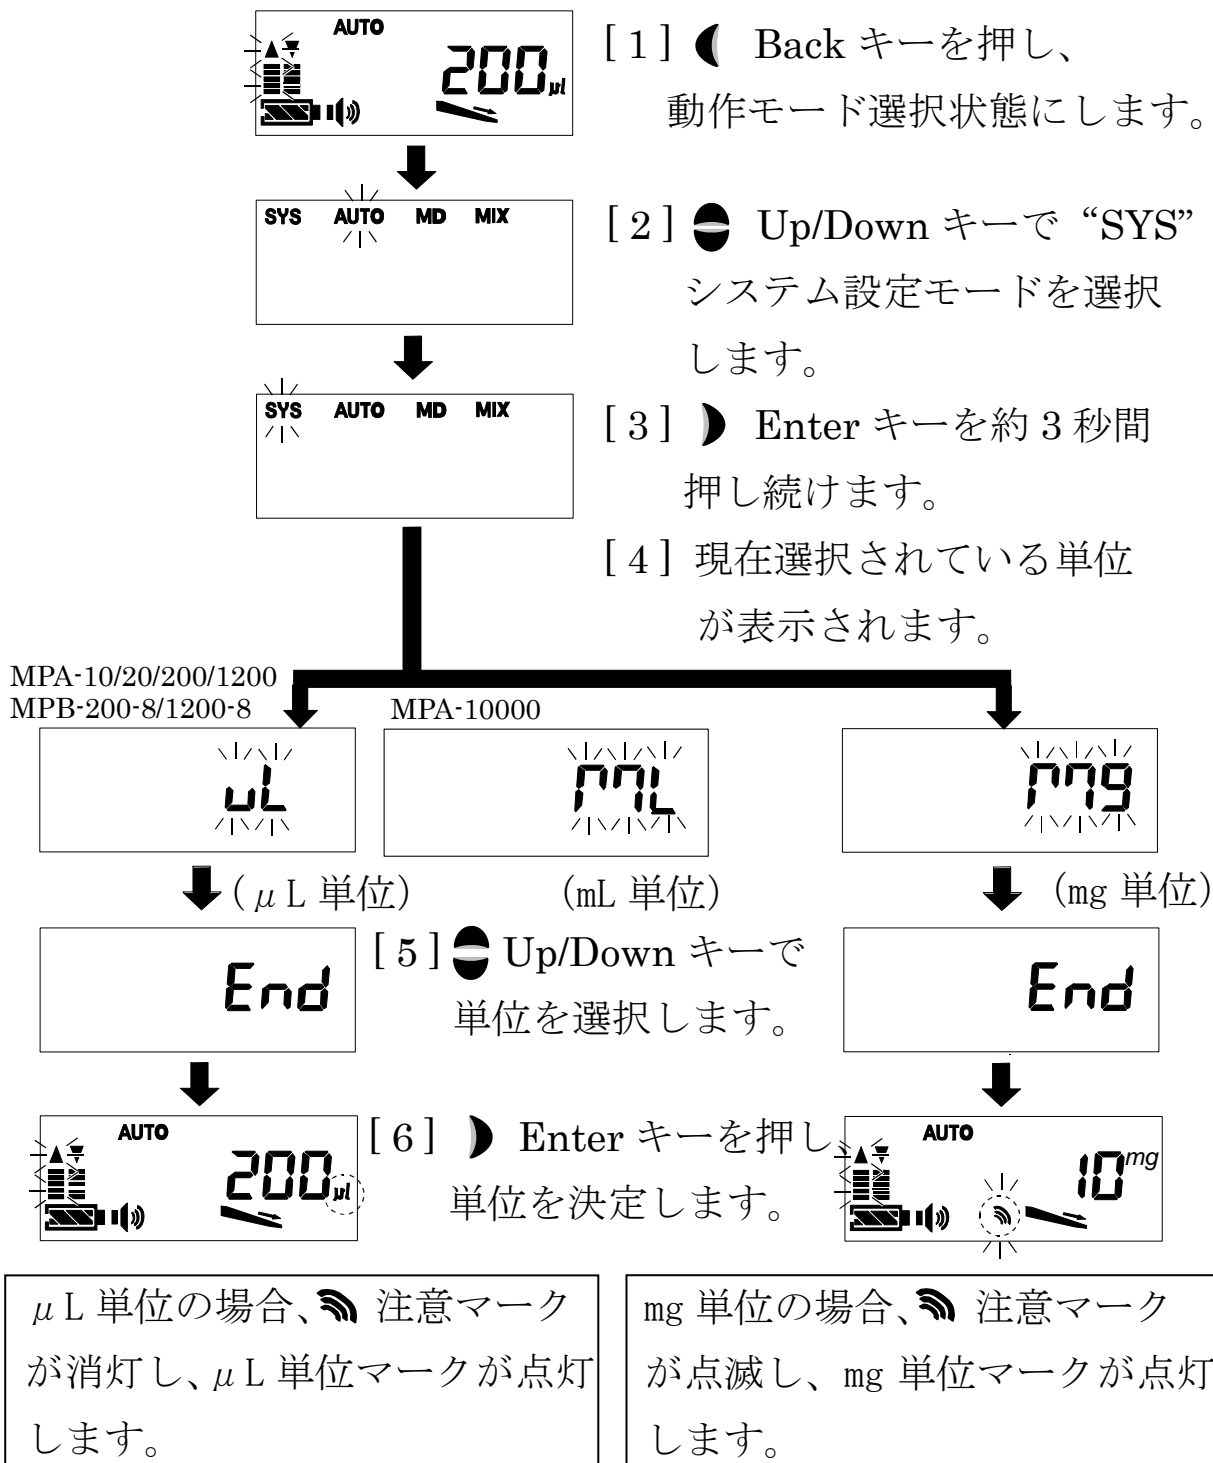 AUTO
200 μl
[1] Back キーを押し、
動作モード選択状態にします。
SYS AUTO MD MIX
[2] Up/Down キーで “SYS”
システム設定モードを選択
します。
SYS AUTO MD MIX
[3] Enter キーを約 3 秒間
押し続けます。
[4] 現在選択されている単位
が表示されます。
MPA-10/20/200/1200
MPB-200-8/1200-8
MPA-10000
uL
mL
mg
(μL 単位)
(mL 単位)
(mg 単位)
End
[5] Up/Down キーで
単位を選択します。
End
AUTO
200 μl
[6] Enter キーを押し、
単位を決定します。
AUTO
10 mg
μL 単位の場合、 注意マーク
が消灯し、μL 単位マークが点灯
します。
mg 単位の場合、 注意マーク
が点滅し、mg 単位マークが点灯
します。